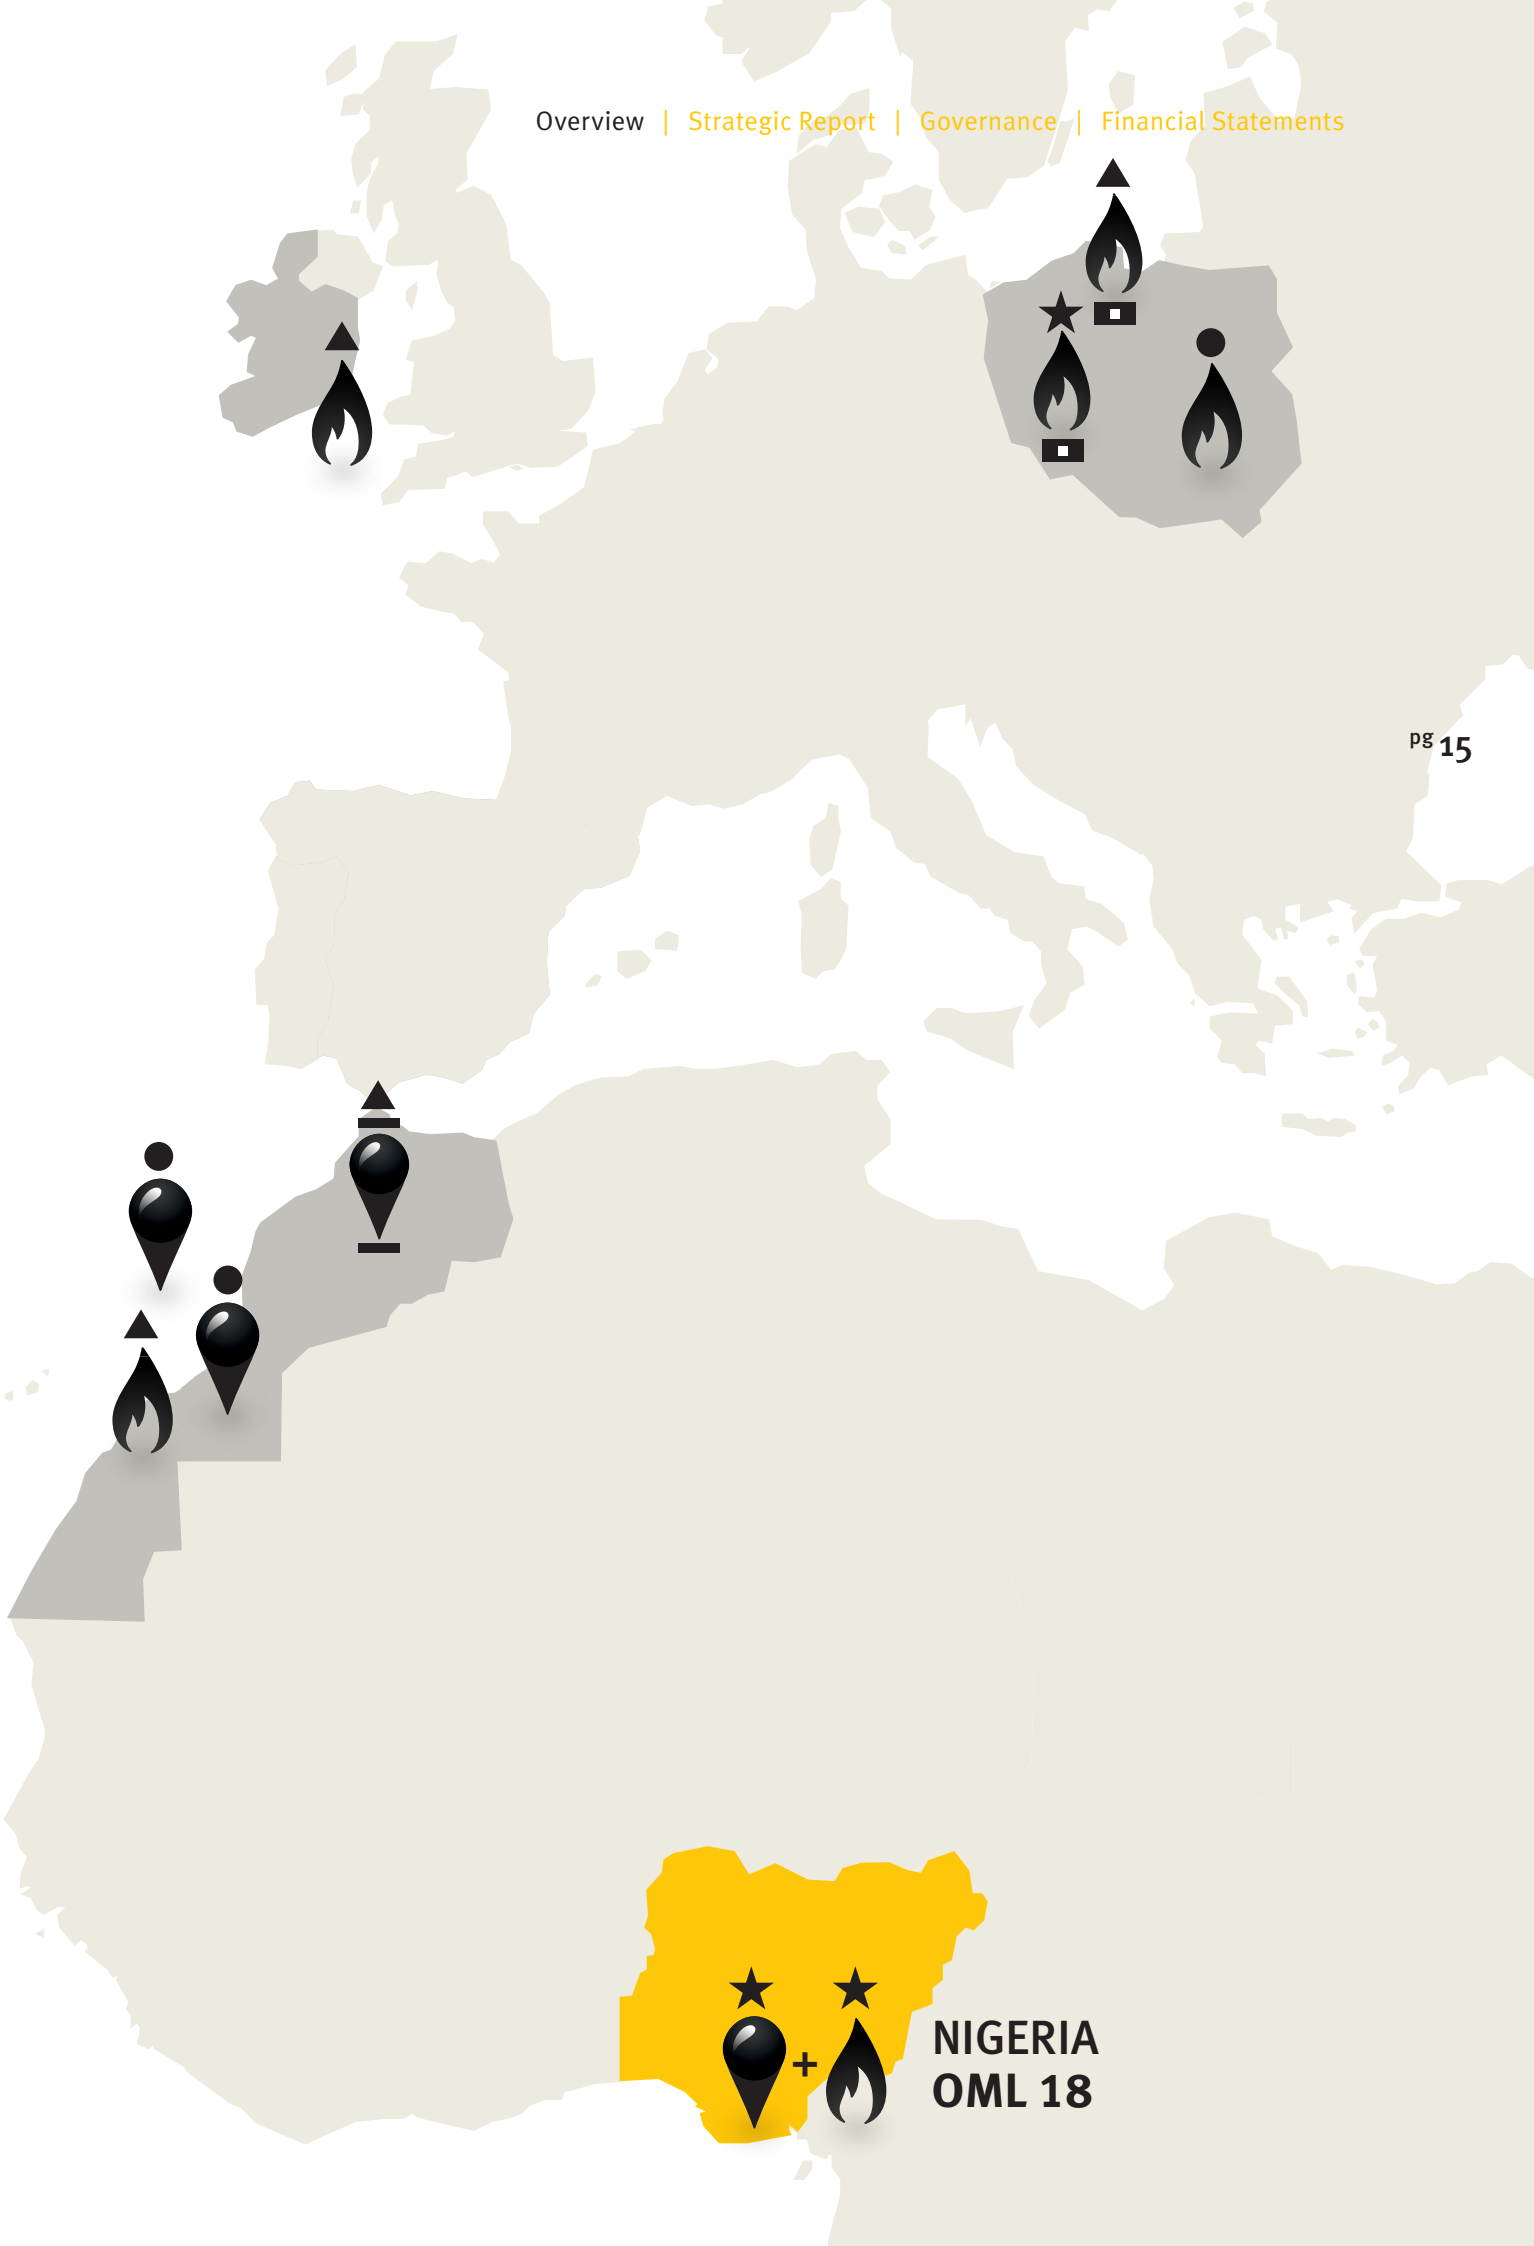 Overview | Strategic Report | Governance | Financial Statements
pg 15
+
NIGERIA
OML 18